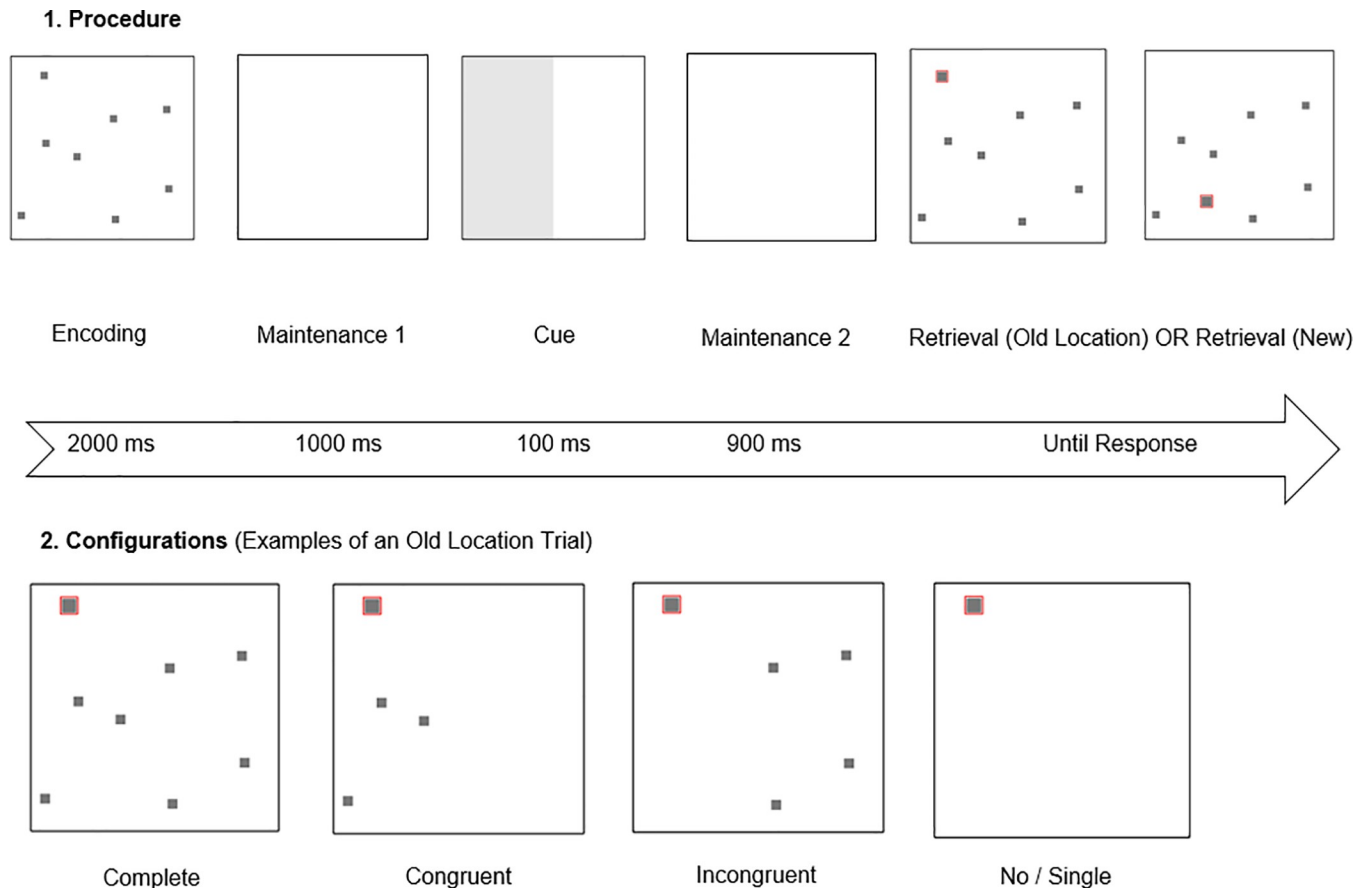 1. Procedure
Encoding Maintenance 1 Cue Maintenance 2 Retrieval (Old Location) OR Retrieval (New)
2000 ms 1000 ms 100 ms 900 ms Until Response
2. Configurations (Examples of an Old Location Trial)
Complete Congruent Incongruent No / Single